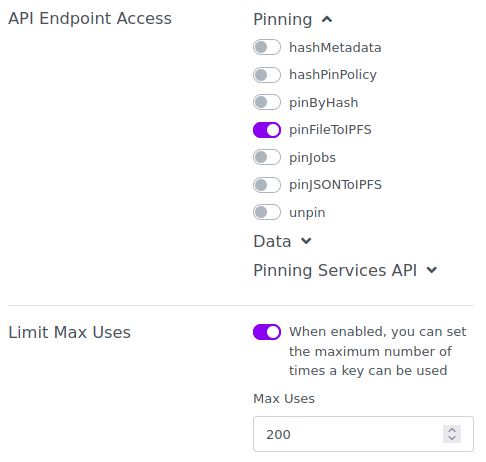 API Endpoint Access
Pinning
hashMetadata
hashPinPolicy
pinByHash
pinFileToIPFS
pinJobs
pinJSONToIPFS
unpin
Data
Pinning Services API
Limit Max Uses
When enabled, you can set
the maximum number of
times a key can be used
Max Uses
200